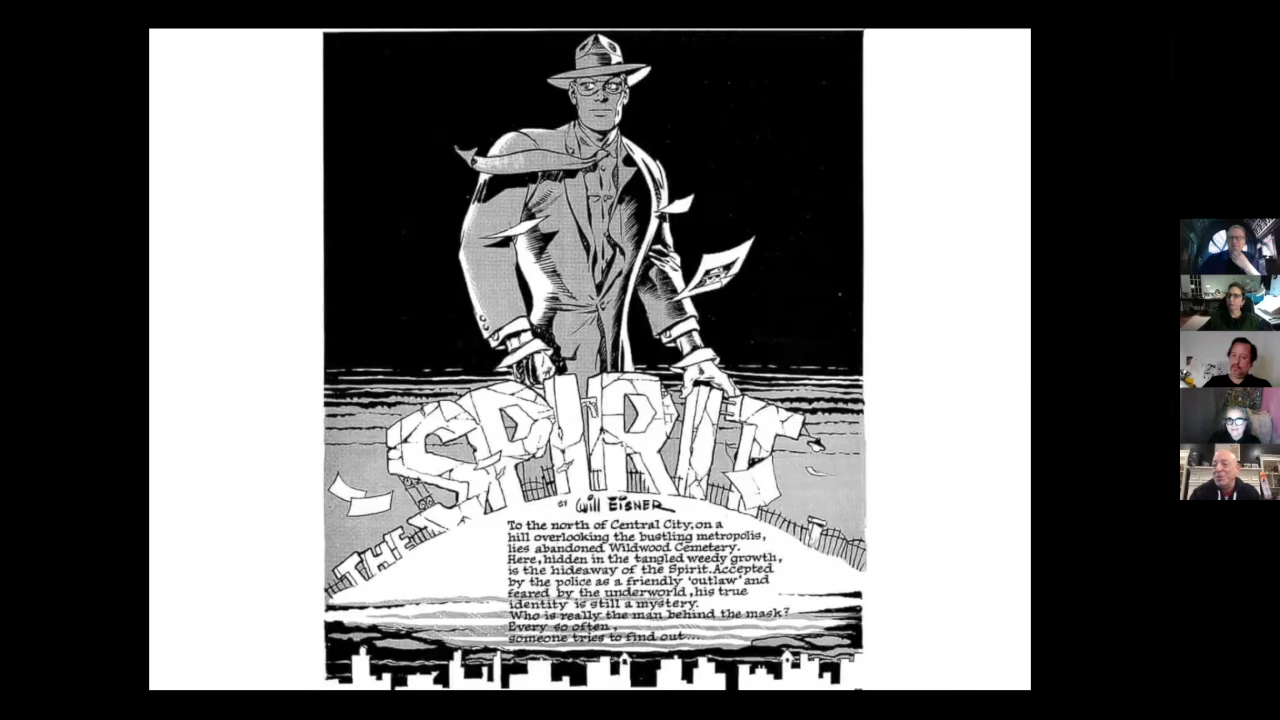 THE
SPIRIT
BY Will EISNER
To the north of Central City, on a
hill overlooking the bustling metropolis,
lies abandoned Wildwood Cemetery.
Here, hidden in the tangled weedy growth,
is the hideaway of the Spirit. Accepted
by the police as a friendly 'outlaw' and
feared by the underworld, his true
identity is still a mystery.
Who is really the man behind the mask?
Every so often,
someone tries to find out....